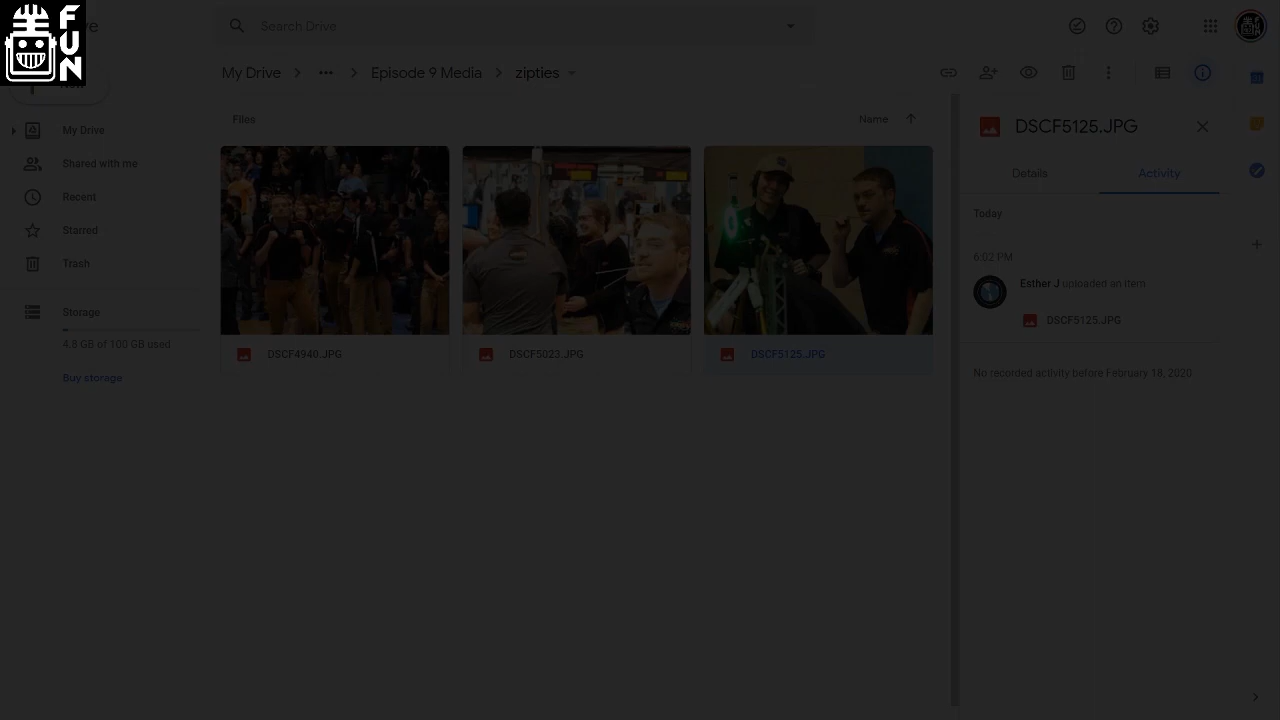 FUN
Search Drive
My Drive
Episode 9 Media
zipties
New
My Drive
Shared with me
Recent
Starred
Trash
Storage
4.8 GB of 100 GB used
Buy storage
Files
Name
DSCF4940.JPG
DSCF5023.JPG
DSCF5125.JPG
DSCF5125.JPG
Details
Activity
Today
6:02 PM
Esther J uploaded an item
DSCF5125.JPG
No recorded activity before February 18, 2020